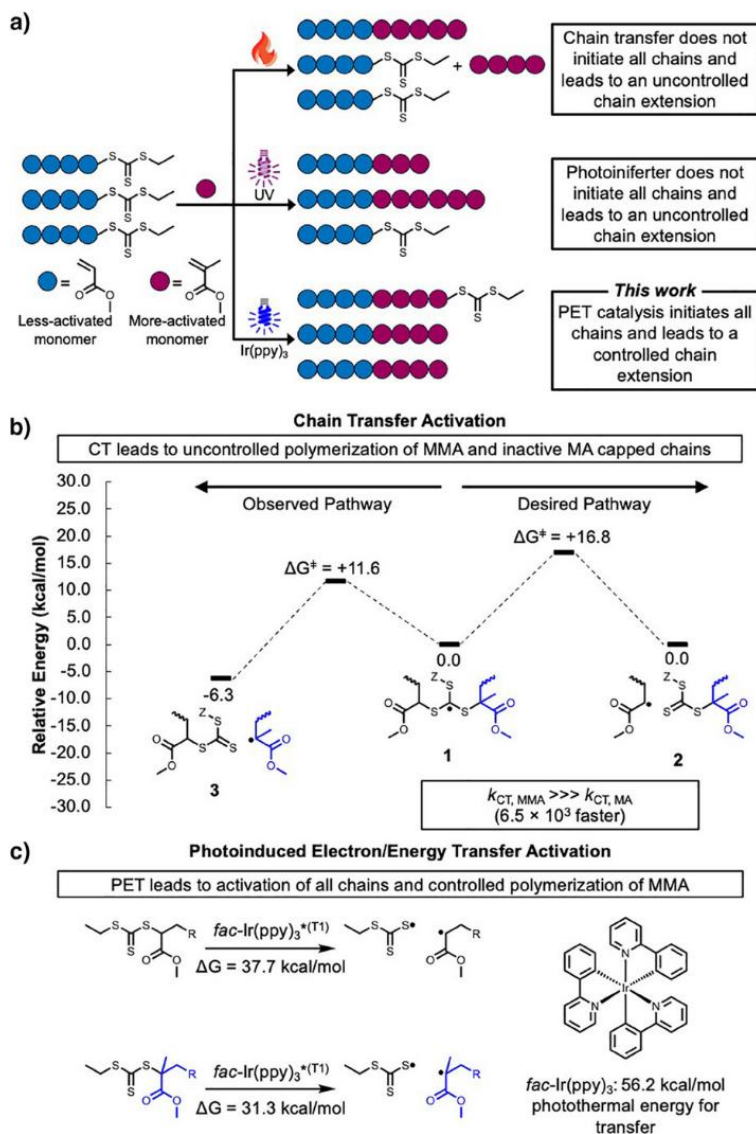 a)
Chain transfer does not
initiate all chains and
leads to an uncontrolled
chain extension
S
S
S
S
S
S
+
S
S
S
UV
Photoiniferter does not
initiate all chains and
leads to an uncontrolled
chain extension
S
S
S
S
S
S
S
S
S
= O
O
Less-activated
monomer
= O
O
More-activated
monomer
Ir(ppy)3
S
S
S
This work
PET catalysis initiates all
chains and leads to a
controlled chain
extension
b)
Chain Transfer Activation
CT leads to uncontrolled polymerization of MMA and inactive MA capped chains
Relative Energy (kcal/mol)
30.0
25.0
20.0
15.0
10.0
5.0
0.0
-5.0
-10.0
-15.0
-20.0
-25.0
-30.0
Observed Pathway
Desired Pathway
ΔG‡ = +11.6
ΔG‡ = +16.8
-6.3
0.0
0.0
Z
S
O
O
S
S
O
O
3
Z
S
O
O
S
S
O
O
1
Z
S
O
O
S
S
O
O
2
kCT, MMA >>> kCT, MA
(6.5 × 10³ faster)
c)
Photoinduced Electron/Energy Transfer Activation
PET leads to activation of all chains and controlled polymerization of MMA
S
S
R
S
O
O
fac-Ir(ppy)3*(T1)
ΔG = 37.7 kcal/mol
S
S•
S
R
O
O
S
S
R
S
O
O
fac-Ir(ppy)3*(T1)
ΔG = 31.3 kcal/mol
S
S•
S
R
O
O
N
Ir
N
N
fac-Ir(ppy)3: 56.2 kcal/mol
photothermal energy for
transfer